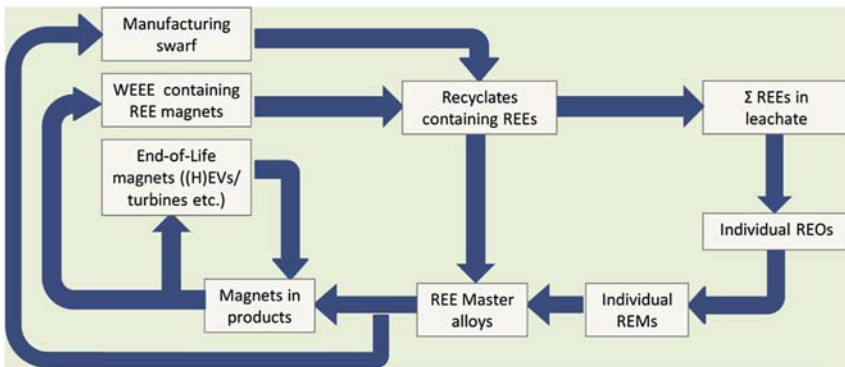 Manufacturing
swarf
WEEE containing
REE magnets
Recyclates
containing REEs
Σ REEs in
leachate
End-of-Life
magnets ((H)EVs/
turbines etc.)
Individual REOs
Magnets in
products
REE Master
alloys
Individual
REMs